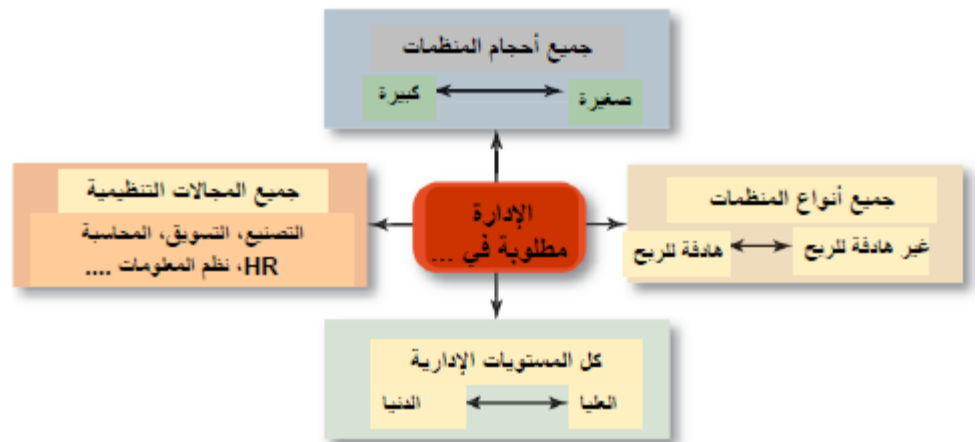 جميع أحجام المنظمات
صغيرة
كبيرة
جميع أنواع المنظمات
غير هادفة للربح
هادفة للربح
الإدارة
مطلوبة في ...
جميع المجالات التنظيمية
التصنيع، التسويق، المحاسبة
HR، نظم المعلومات ....
كل المستويات الإدارية
العليا
الدنيا